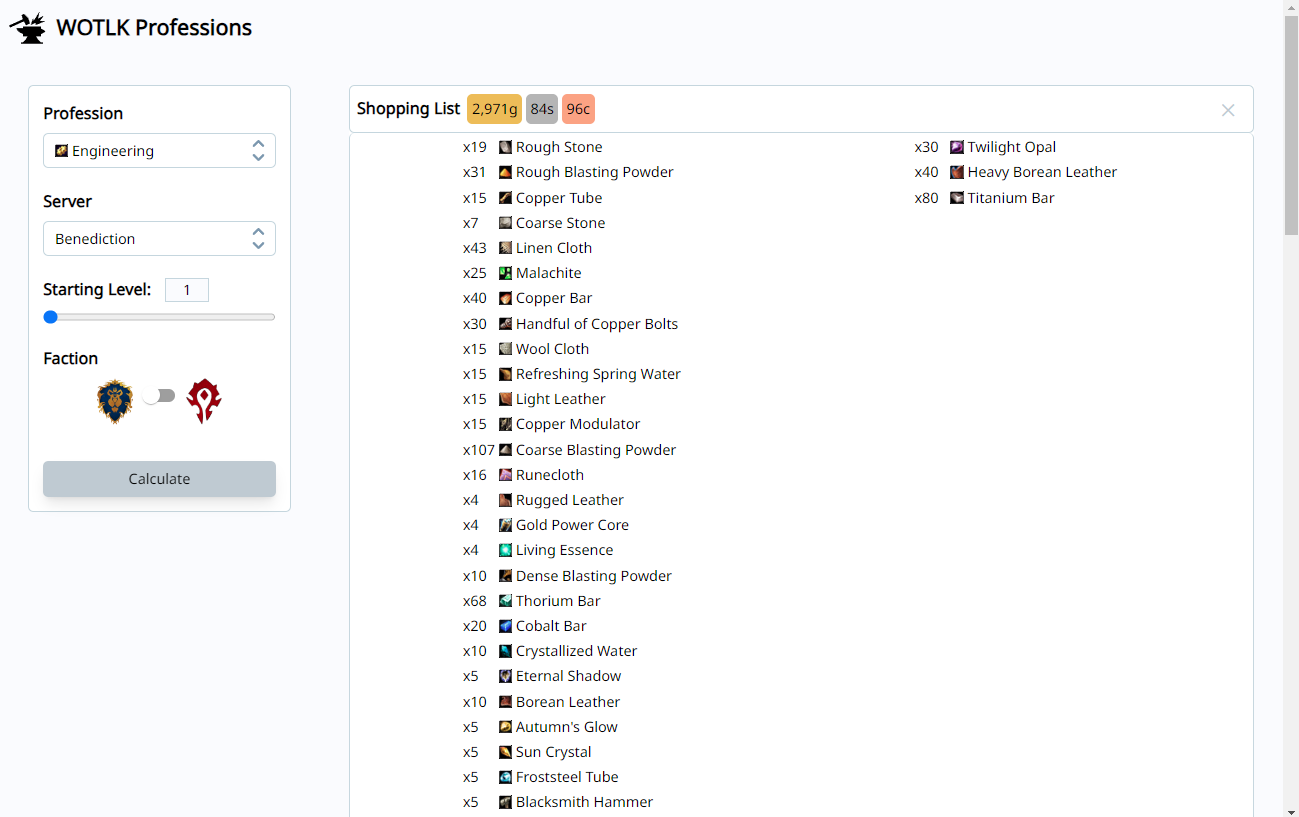 WOTLK Professions
Profession
Engineering
Server
Benediction
Starting Level: 1
Faction
Calculate
Shopping List 2,971g 84s 96c
x19 Rough Stone
x31 Rough Blasting Powder
x15 Copper Tube
x7 Coarse Stone
x43 Linen Cloth
x25 Malachite
x40 Copper Bar
x30 Handful of Copper Bolts
x15 Wool Cloth
x15 Refreshing Spring Water
x15 Light Leather
x15 Copper Modulator
x107 Coarse Blasting Powder
x16 Runecloth
x4 Rugged Leather
x4 Gold Power Core
x4 Living Essence
x10 Dense Blasting Powder
x68 Thorium Bar
x20 Cobalt Bar
x10 Crystallized Water
x5 Eternal Shadow
x10 Borean Leather
x5 Autumn's Glow
x5 Sun Crystal
x5 Froststeel Tube
x5 Blacksmith Hammer
x30 Twilight Opal
x40 Heavy Borean Leather
x80 Titanium Bar